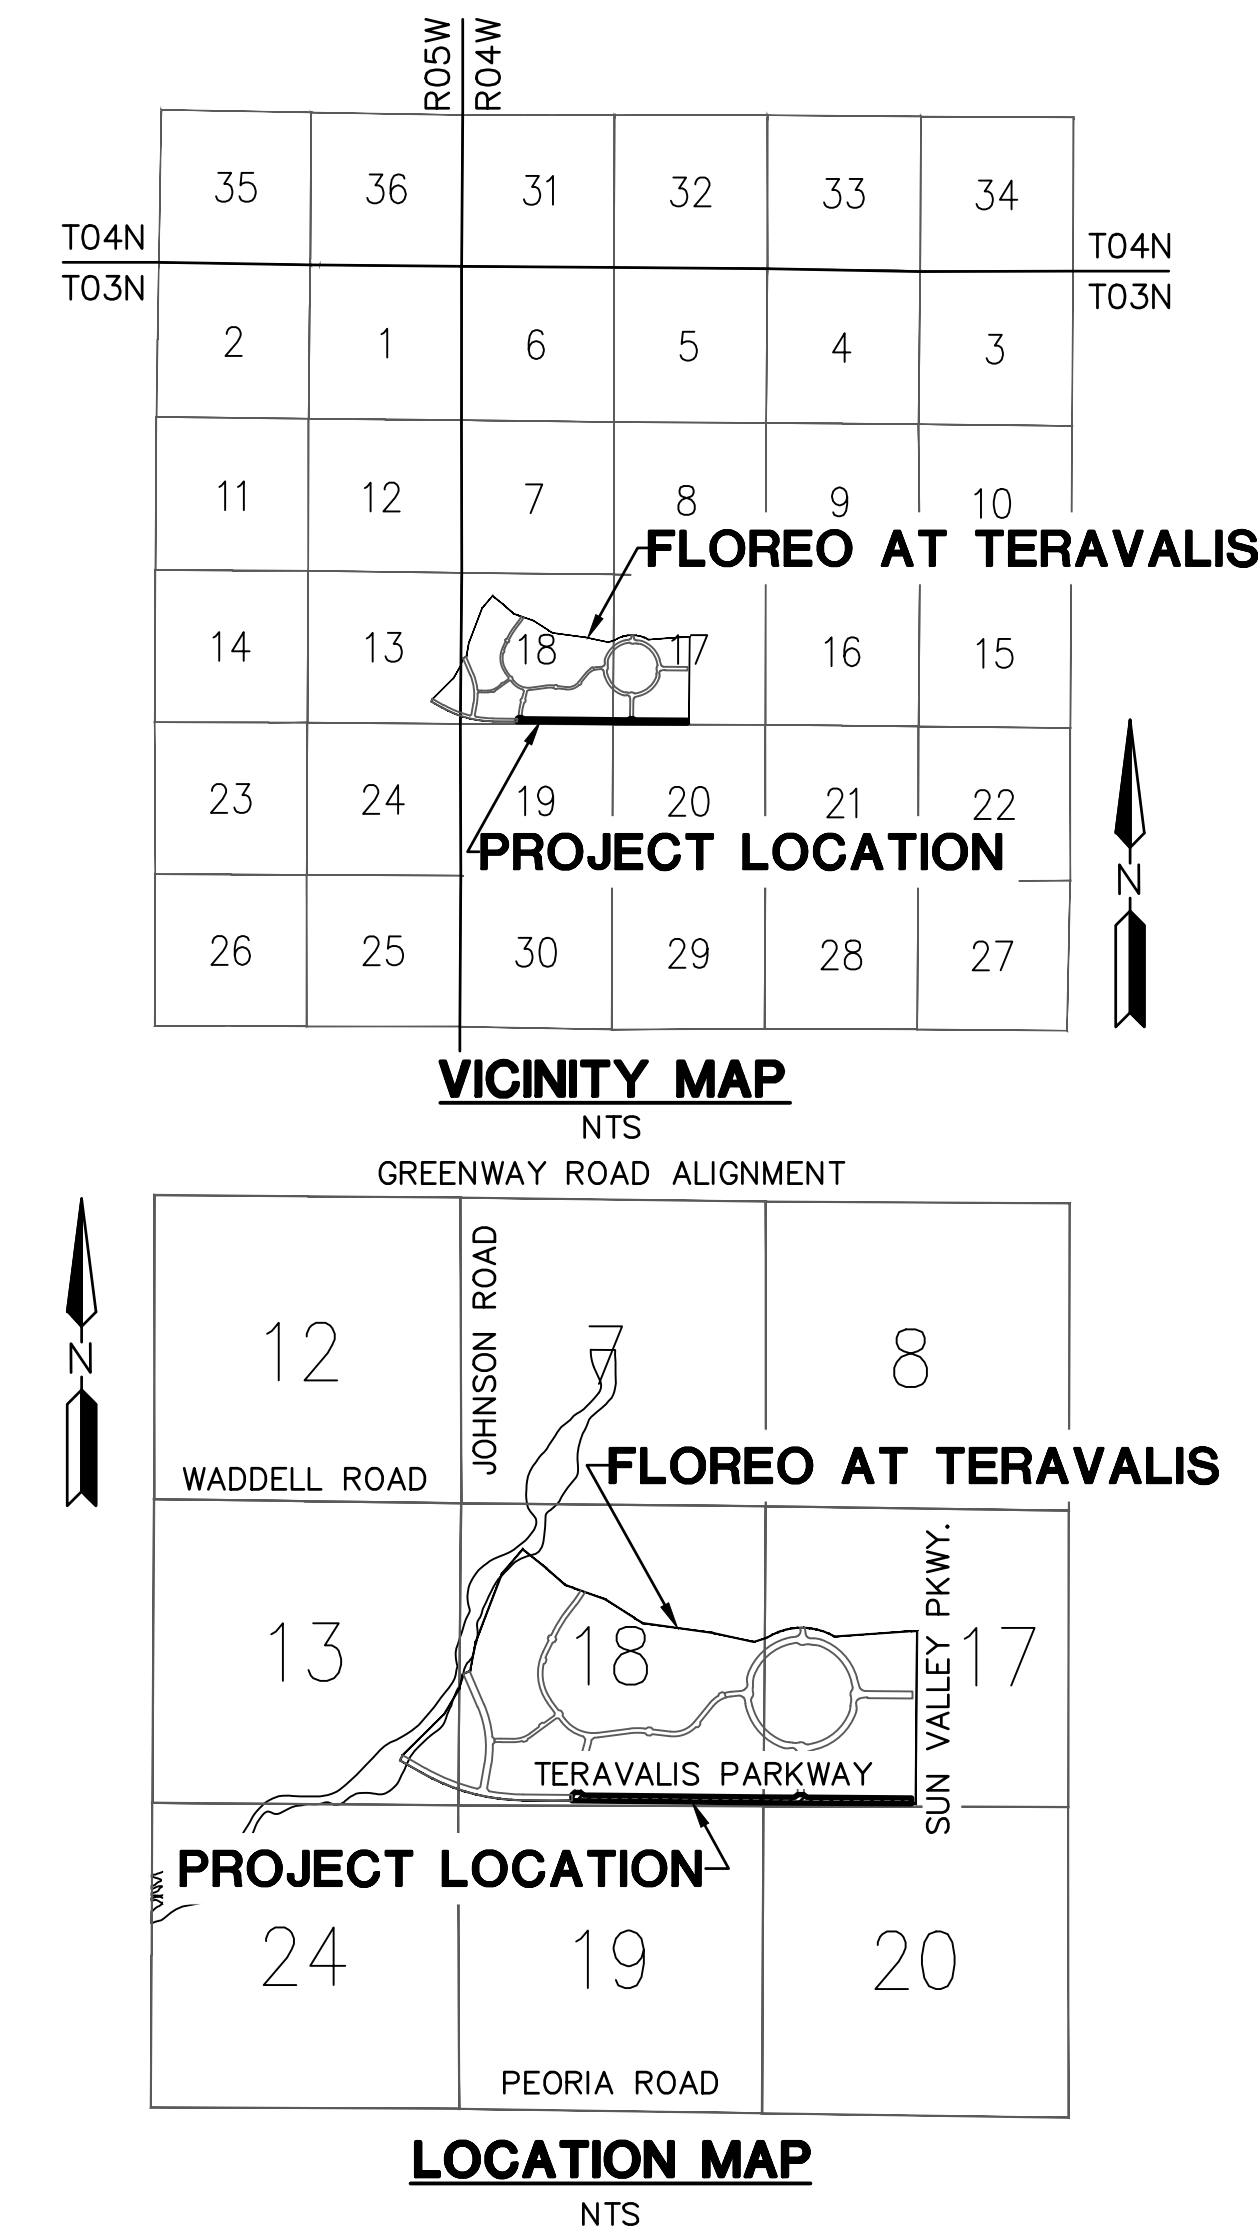 R05W
R04W
35 36 31 32 33 34
T04N T04N
T03N T03N
2 1 6 5 4 3
11 12 7 8 9 10
FLOREO AT TERAVALIS
14 13 18 17 16 15
23 24 19 20 21 22
PROJECT LOCATION
N
26 25 30 29 28 27
VICINITY MAP
NTS
GREENWAY ROAD ALIGNMENT
JOHNSON ROAD
N
12 7 8
WADDELL ROAD
FLOREO AT TERAVALIS
SUN VALLEY PKWY.
13 18 17
TERAVALIS PARKWAY
PROJECT LOCATION
24 19 20
PEORIA ROAD
LOCATION MAP
NTS